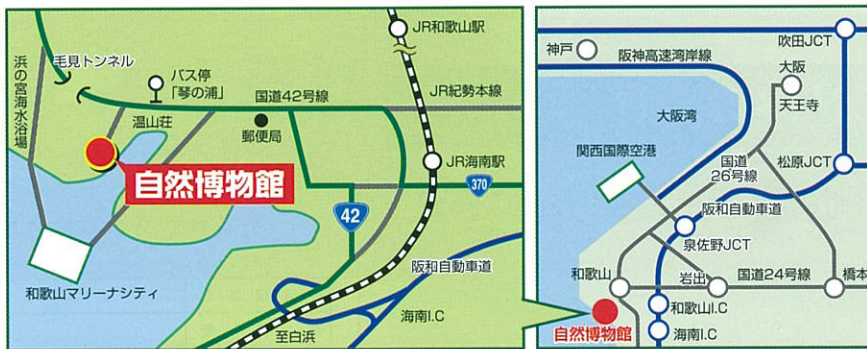 JR和歌山駅
毛見トンネル
浜の宮海水浴場
バス停
「琴の浦」
国道42号線
JR紀勢本線
温山荘
郵便局
自然博物館
JR海南駅
370
42
和歌山マリーナシティ
阪和自動車道
海南I.C
至白浜
吹田JCT
神戸
阪神高速湾岸線
大阪
天王寺
大阪湾
関西国際空港
国道
26号線
松原JCT
阪和自動車道
泉佐野JCT
和歌山
岩出
国道24号線
橋本
和歌山I.C
自然博物館
海南I.C